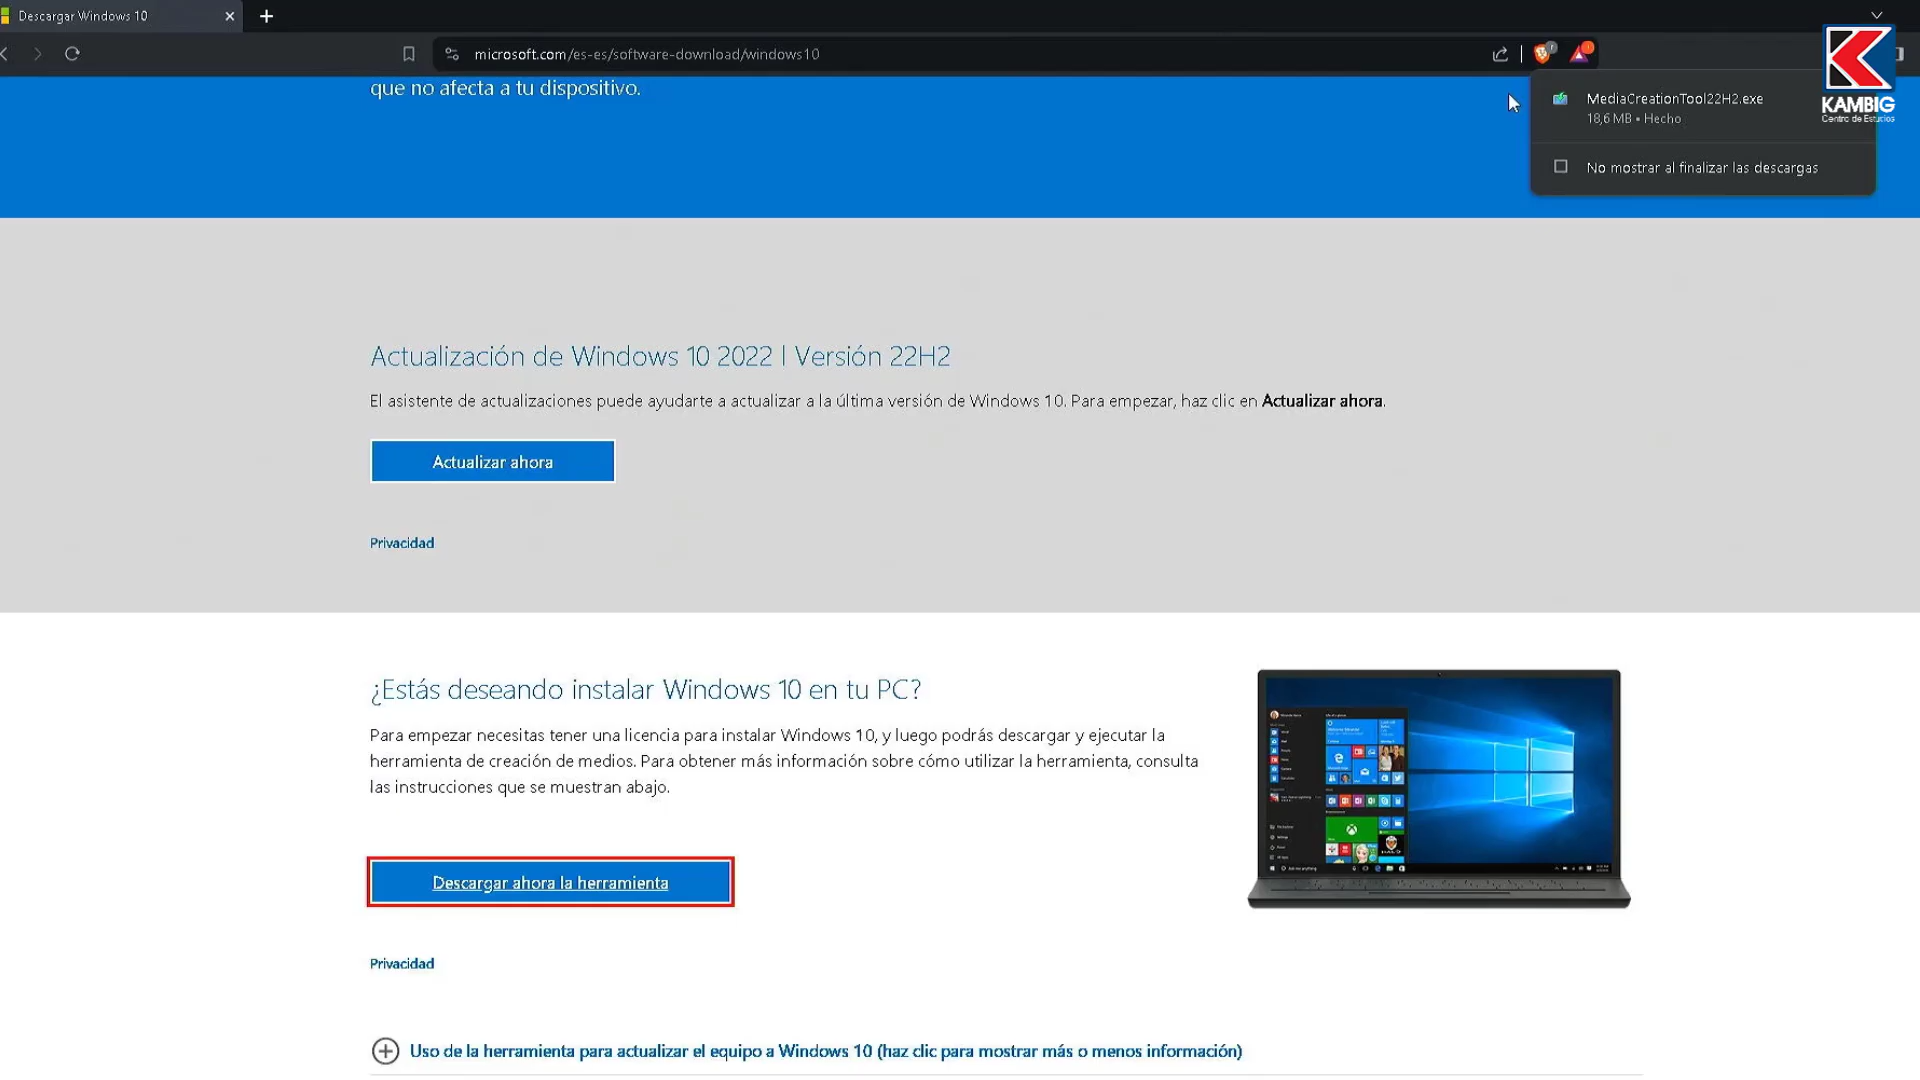 Descargar Windows 10
microsoft.com/es-es/software-download/windows10
KAMBIG
Centro de Estudios
MediaCreationTool22H2.exe
18,6 MB • Hecho
No mostrar al finalizar las descargas
que no afecta a tu dispositivo.
Actualización de Windows 10 2022 | Versión 22H2
El asistente de actualizaciones puede ayudarte a actualizar a la última versión de Windows 10. Para empezar, haz clic en Actualizar ahora.
Actualizar ahora
Privacidad
¿Estás deseando instalar Windows 10 en tu PC?
Para empezar necesitas tener una licencia para instalar Windows 10, y luego podrás descargar y ejecutar la
herramienta de creación de medios. Para obtener más información sobre cómo utilizar la herramienta, consulta
las instrucciones que se muestran abajo.
Descargar ahora la herramienta
Privacidad
Uso de la herramienta para actualizar el equipo a Windows 10 (haz clic para mostrar más o menos información)